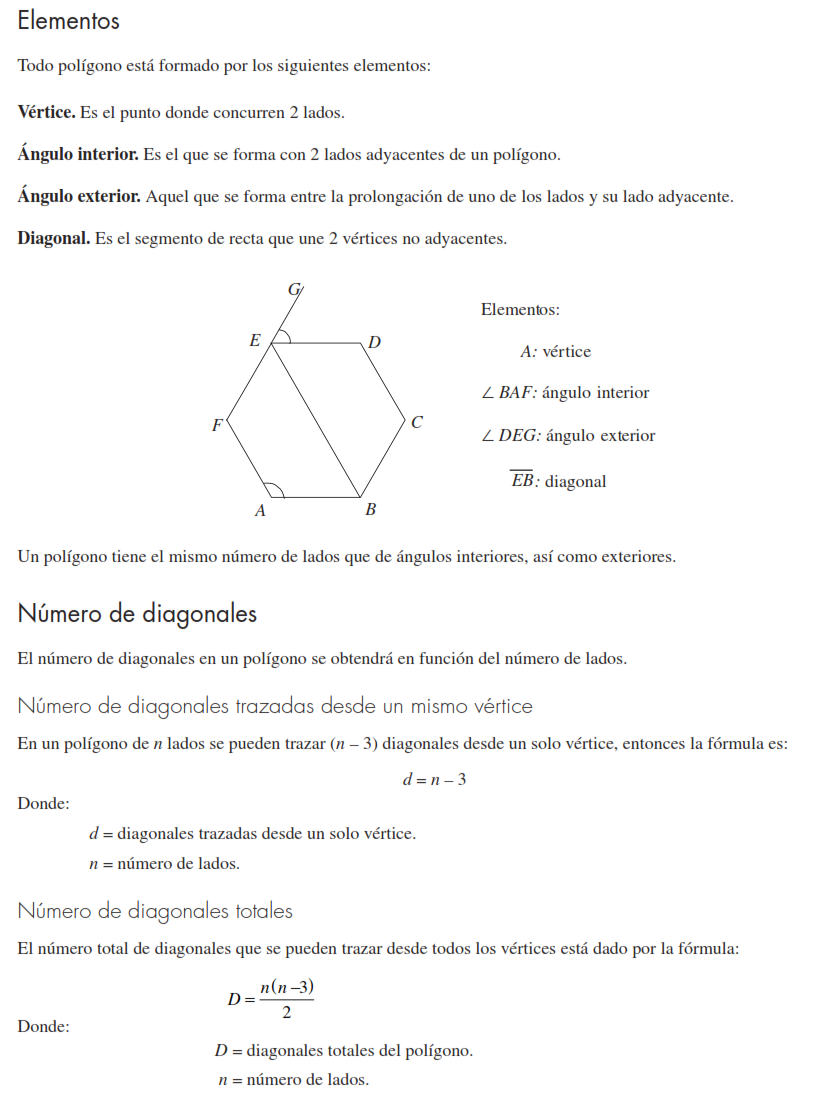 Elementos
Todo polígono está formado por los siguientes elementos:
Vértice. Es el punto donde concurren 2 lados.
Ángulo interior. Es el que se forma con 2 lados adyacentes de un polígono.
Ángulo exterior. Aquel que se forma entre la prolongación de uno de los lados y su lado adyacente.
Diagonal. Es el segmento de recta que une 2 vértices no adyacentes.
G
E
D
F
C
A
B
Elementos:
A: vértice
∠ BAF: ángulo interior
∠ DEG: ángulo exterior
E̅B̅: diagonal
Un polígono tiene el mismo número de lados que de ángulos interiores, así como exteriores.
Número de diagonales
El número de diagonales en un polígono se obtendrá en función del número de lados.
Número de diagonales trazadas desde un mismo vértice
En un polígono de n lados se pueden trazar (n – 3) diagonales desde un solo vértice, entonces la fórmula es:
d = n – 3
Donde:
d = diagonales trazadas desde un solo vértice.
n = número de lados.
Número de diagonales totales
El número total de diagonales que se pueden trazar desde todos los vértices está dado por la fórmula:
D = n(n –3)/2
Donde:
D = diagonales totales del polígono.
n = número de lados.